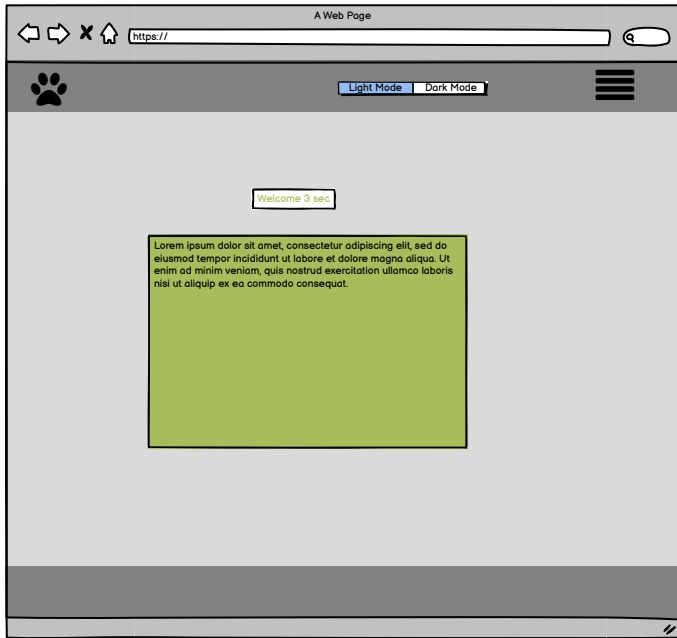 A Web Page
https://
Light Mode Dark Mode
Welcome 3 sec
Lorem ipsum dolor sit amet, consectetur adipiscing elit, sed do
eiusmod tempor incididunt ut labore et dolore magna aliqua. Ut
enim ad minim veniam, quis nostrud exercitation ullamco laboris
nisi ut aliquip ex ea commodo consequat.